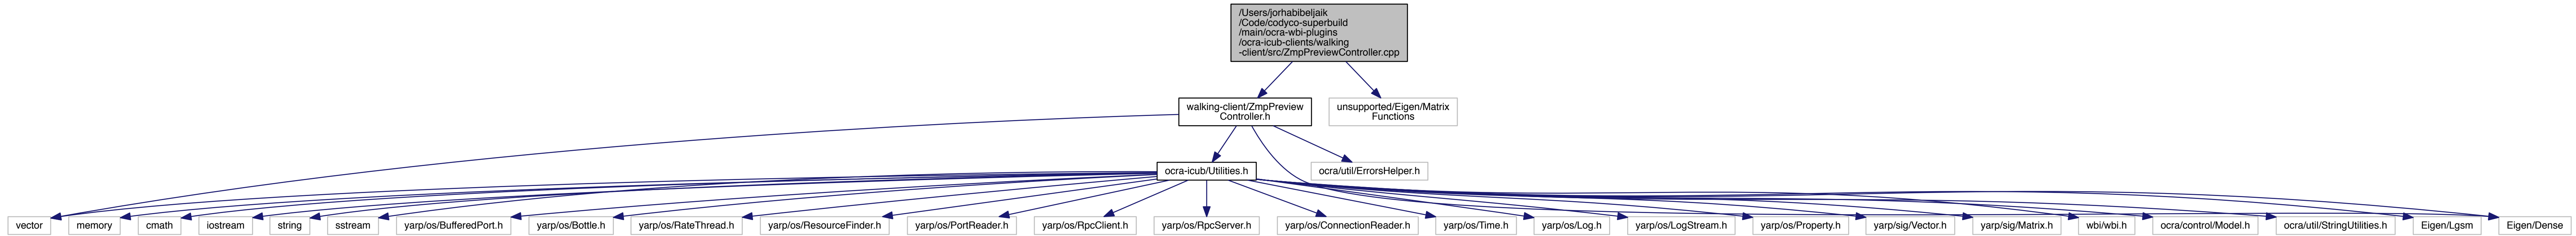 /Users/jorhabibeljaik
/Code/codyco-superbuild
/main/ocra-wbi-plugins
/ocra-icub-clients/walking
-client/src/ZmpPreviewController.cpp
walking-client/ZmpPreview
Controller.h
unsupported/Eigen/Matrix
Functions
ocra-icub/Utilities.h
ocra/util/ErrorsHelper.h
vector
memory
cmath
iostream
string
sstream
yarp/os/BufferedPort.h
yarp/os/Bottle.h
yarp/os/RateThread.h
yarp/os/ResourceFinder.h
yarp/os/PortReader.h
yarp/os/RpcClient.h
yarp/os/RpcServer.h
yarp/os/ConnectionReader.h
yarp/os/Time.h
yarp/os/Log.h
yarp/os/LogStream.h
yarp/os/Property.h
yarp/sig/Vector.h
yarp/sig/Matrix.h
wbi/wbi.h
ocra/control/Model.h
ocra/util/StringUtilities.h
Eigen/Lgsm
Eigen/Dense